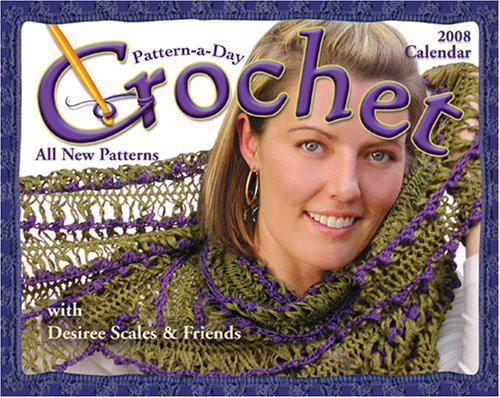 Pattern-a-Day
Crochet
2008
Calendar
All New Patterns
with
Desiree Scales & Friends